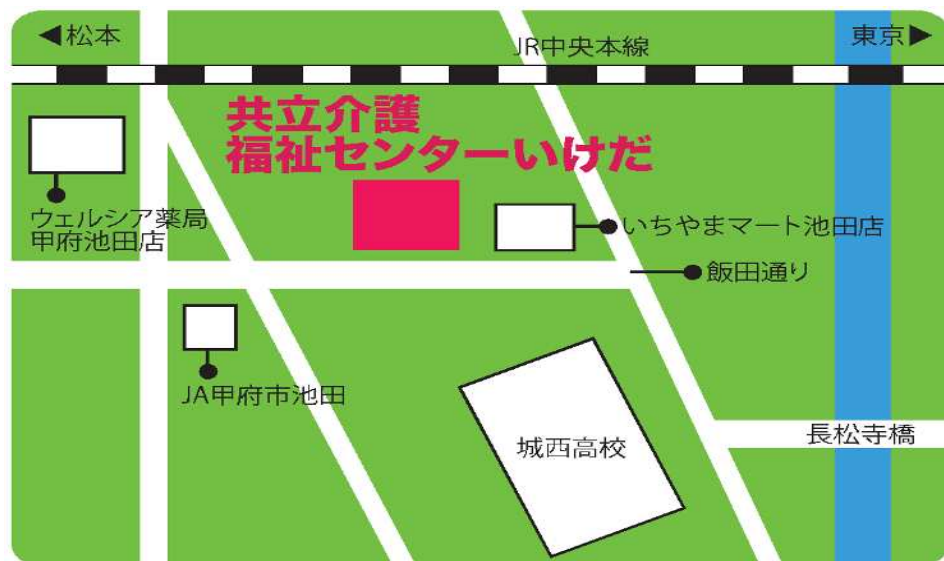 ◀松本
東京▶
JR中央本線
共立介護
福祉センターいけだ
ウェルシア薬局
甲府池田店
いちやまマート池田店
飯田通り
JA甲府市池田
城西高校
長松寺橋